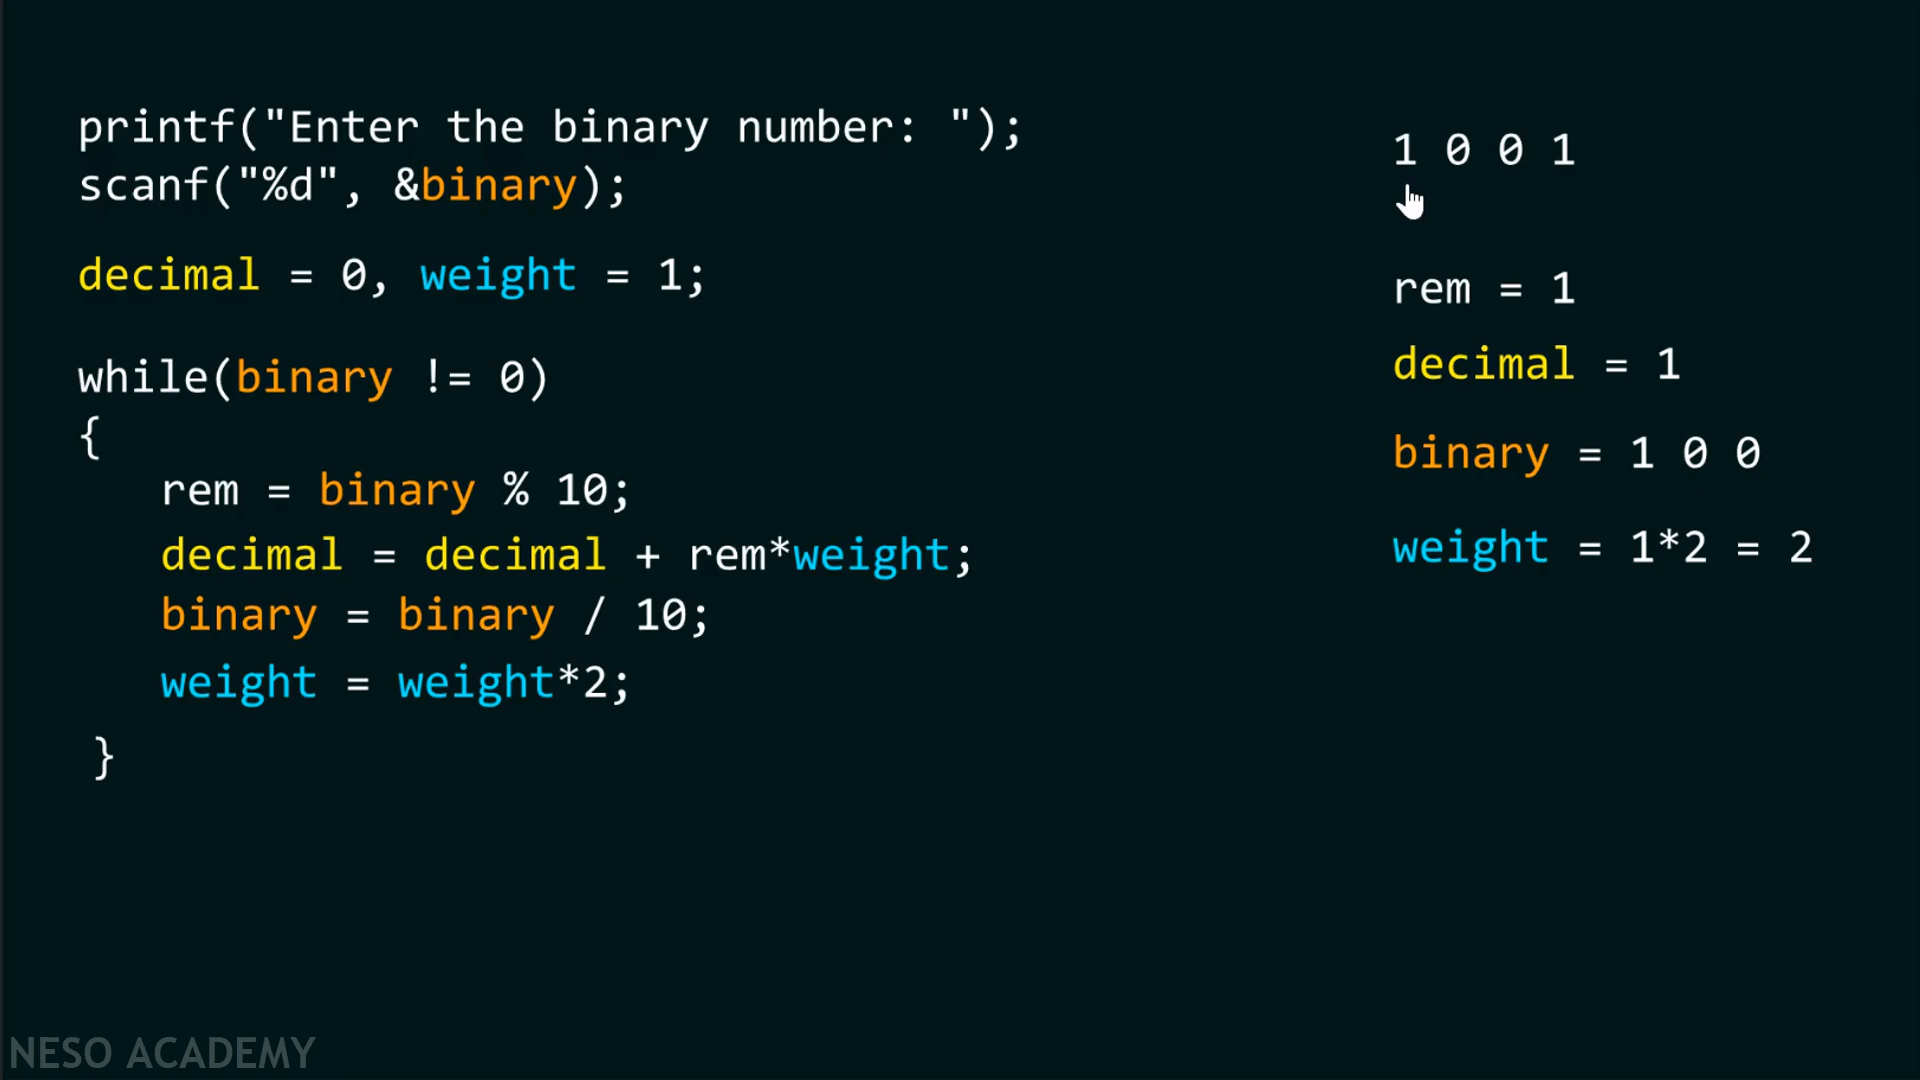 printf("Enter the binary number: ");
scanf("%d", &binary);
decimal = 0, weight = 1;
while(binary != 0)
{
rem = binary % 10;
decimal = decimal + rem*weight;
binary = binary / 10;
weight = weight*2;
}
1 0 0 1
rem = 1
decimal = 1
binary = 1 0 0
weight = 1*2 = 2
NESO ACADEMY